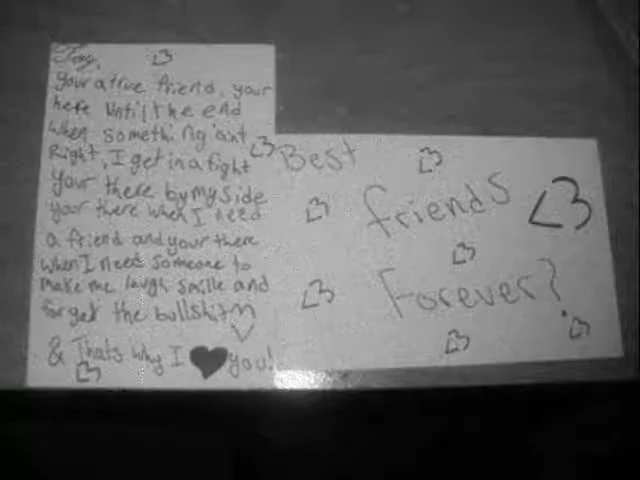 Your a true friend, your
here until the end
when something aint
Right, I get in a fight
your there by my side
your there when I need
a friend and your there
when I need someone to
make me laugh smile and
forget the bullshit
& Thats why I ♥ you!
<3 Best
friends <3
Forever?